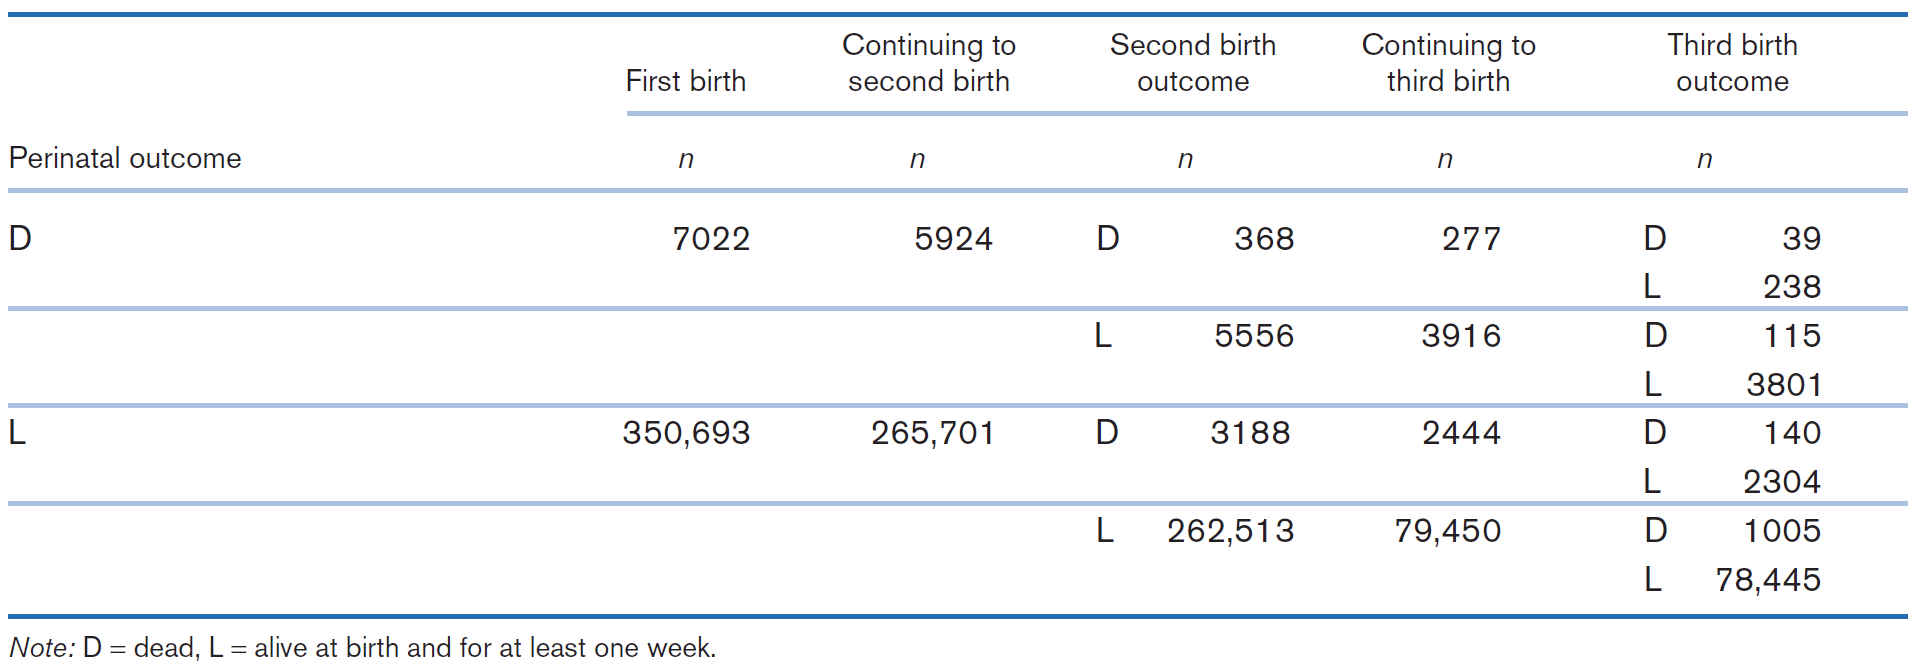 Continuing to Second birth Continuing to Third birth
First birth second birth outcome third birth outcome
Perinatal outcome n n n n n
D 7022 5924 D 368 277 D 39
L 238
L 5556 3916 D 115
L 3801
L 350,693 265,701 D 3188 2444 D 140
L 2304
L 262,513 79,450 D 1005
L 78,445
Note: D = dead, L = alive at birth and for at least one week.